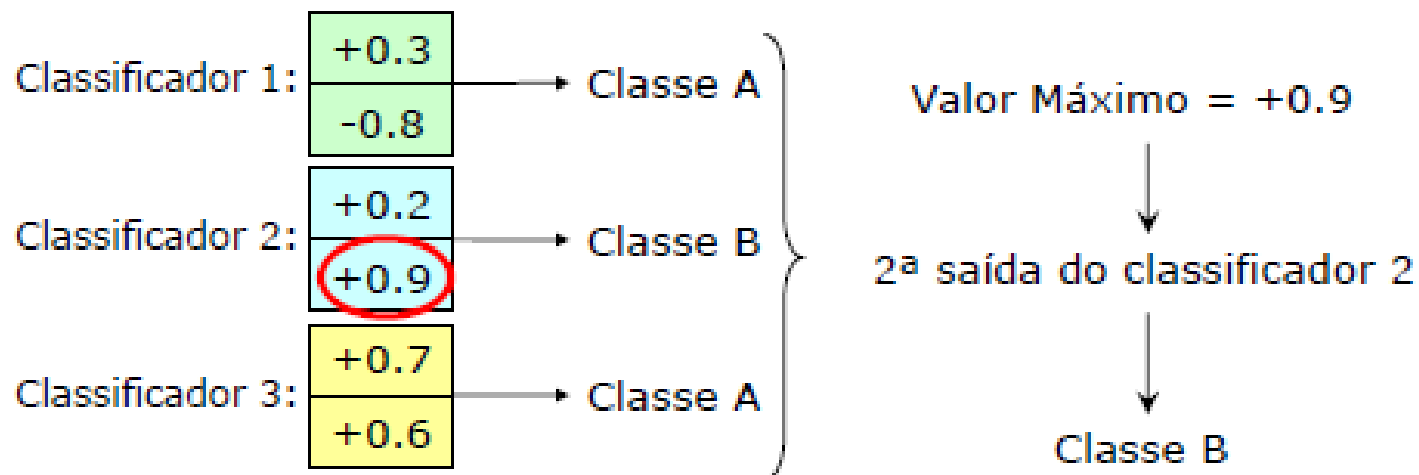 Classificador 1:
+0.3
-0.8
Classe A
Classificador 2:
+0.2
+0.9
Classe B
Classificador 3:
+0.7
+0.6
Classe A
Valor Máximo = +0.9
2ª saída do classificador 2
Classe B